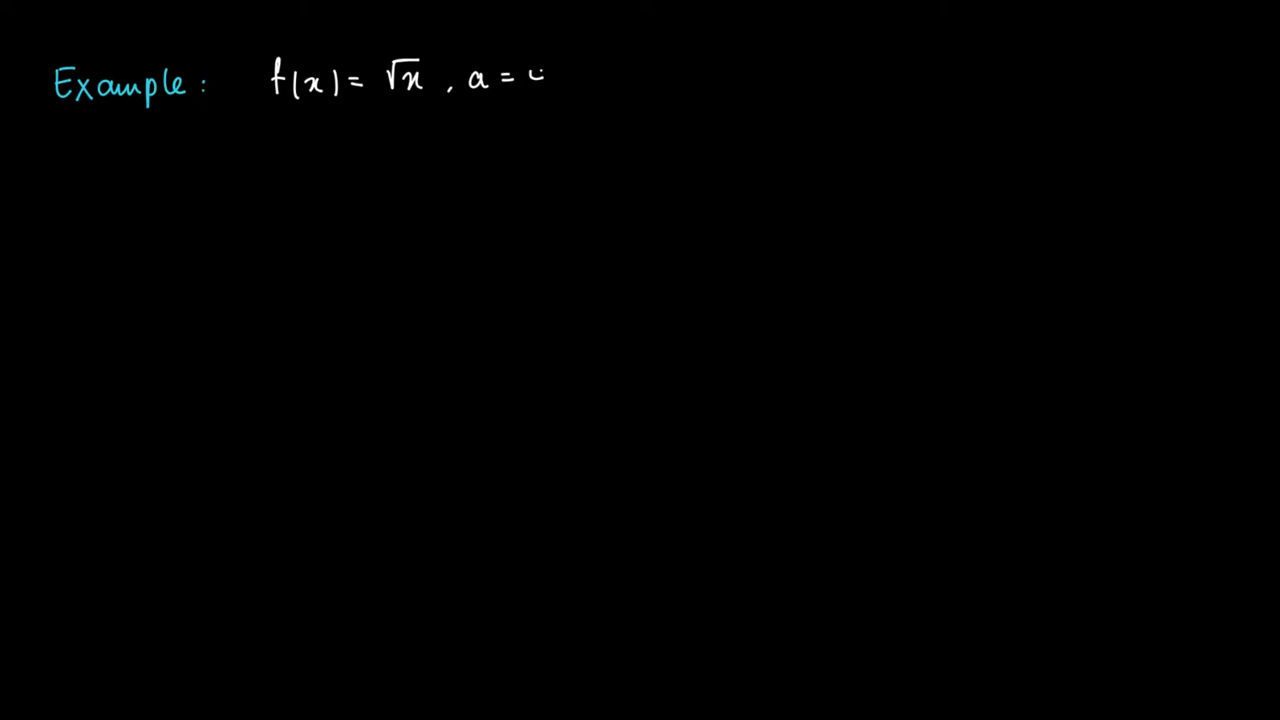 Example: f(x) = √x , a =